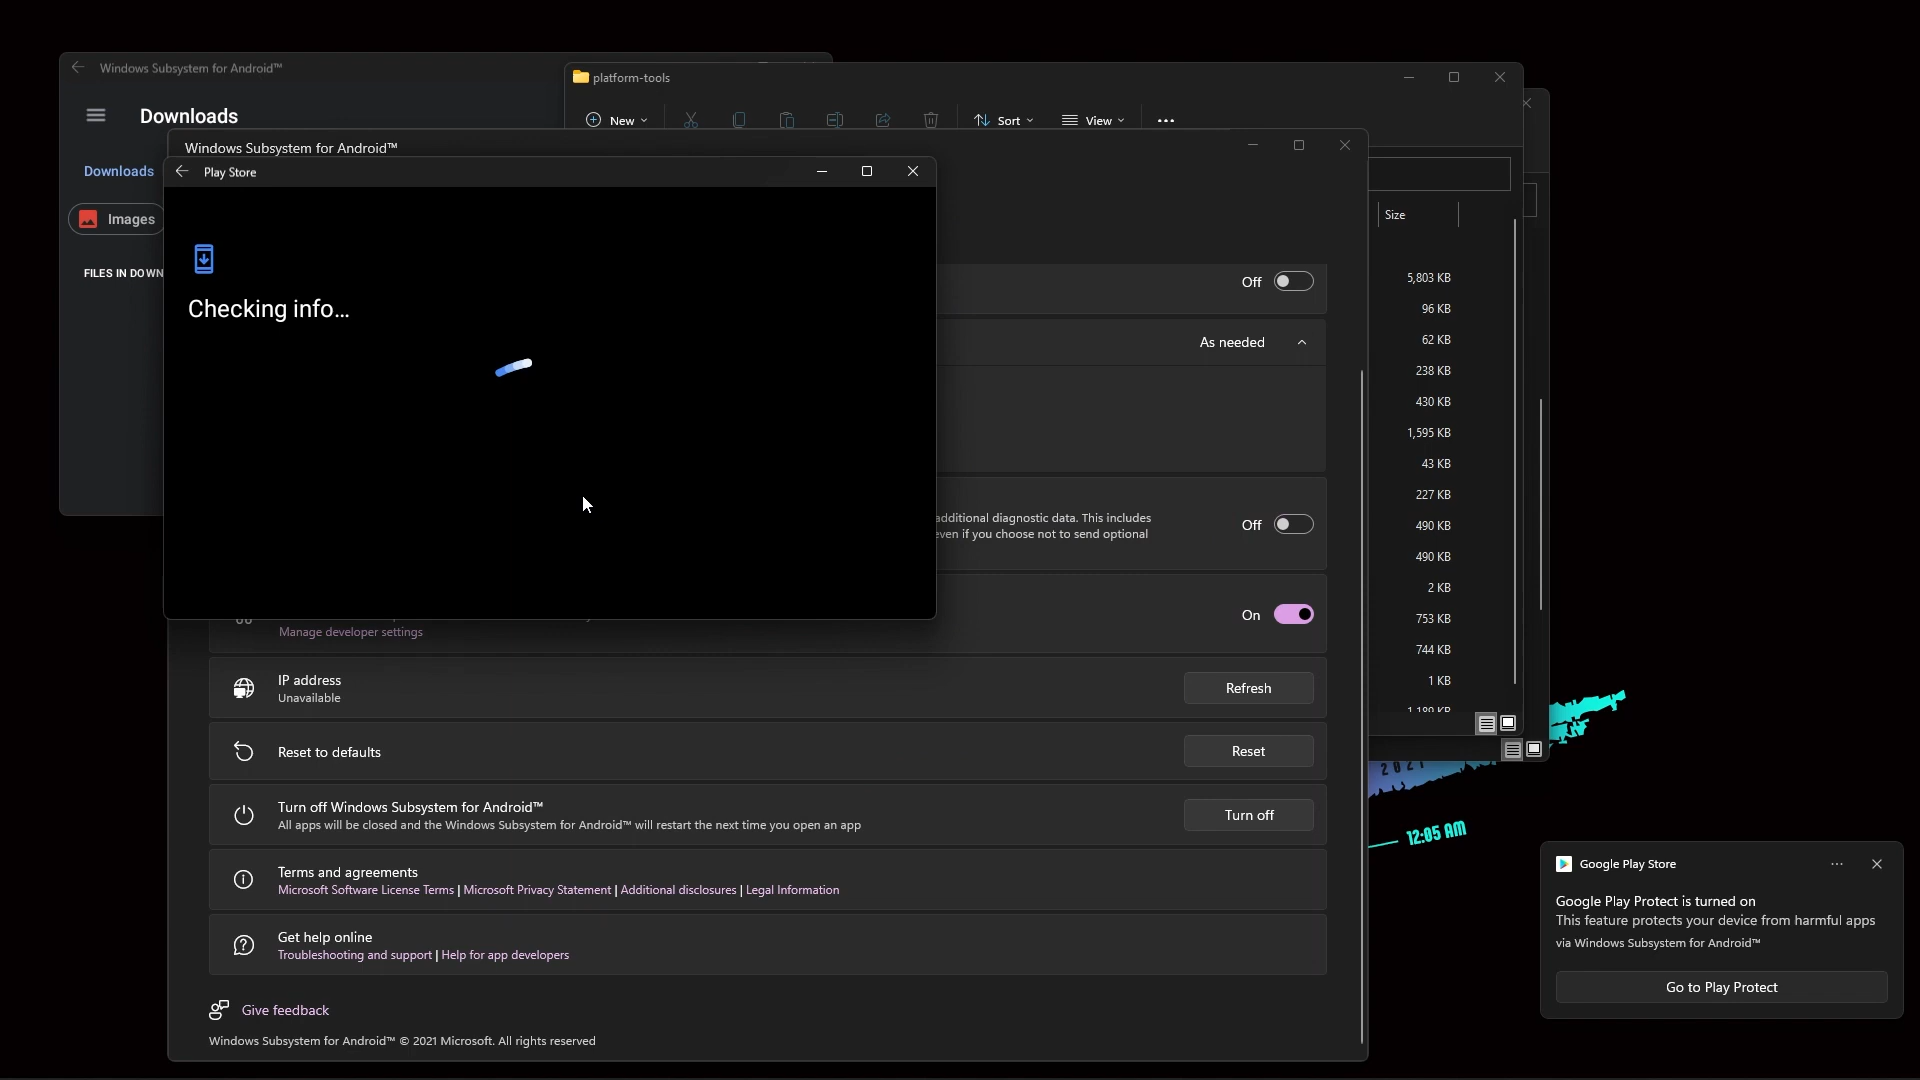 Windows Subsystem for Android™
Downloads
Downloads
Images
FILES IN DOWN
platform-tools
New
Sort
View
Size
5,803 KB
96 KB
62 KB
238 KB
430 KB
1,595 KB
43 KB
227 KB
490 KB
490 KB
2 KB
753 KB
744 KB
1 KB
1,189 KB
Windows Subsystem for Android™
Play Store
Checking info...
Off
As needed
additional diagnostic data. This includes
even if you choose not to send optional
Off
On
Manage developer settings
IP address
Unavailable
Refresh
Reset to defaults
Reset
Turn off Windows Subsystem for Android™
All apps will be closed and the Windows Subsystem for Android™ will restart the next time you open an app
Turn off
Terms and agreements
Microsoft Software License Terms | Microsoft Privacy Statement | Additional disclosures | Legal Information
Get help online
Troubleshooting and support | Help for app developers
Give feedback
Windows Subsystem for Android™ © 2021 Microsoft. All rights reserved
2021
12:05 AM
Google Play Store
Google Play Protect is turned on
This feature protects your device from harmful apps
via Windows Subsystem for Android™
Go to Play Protect